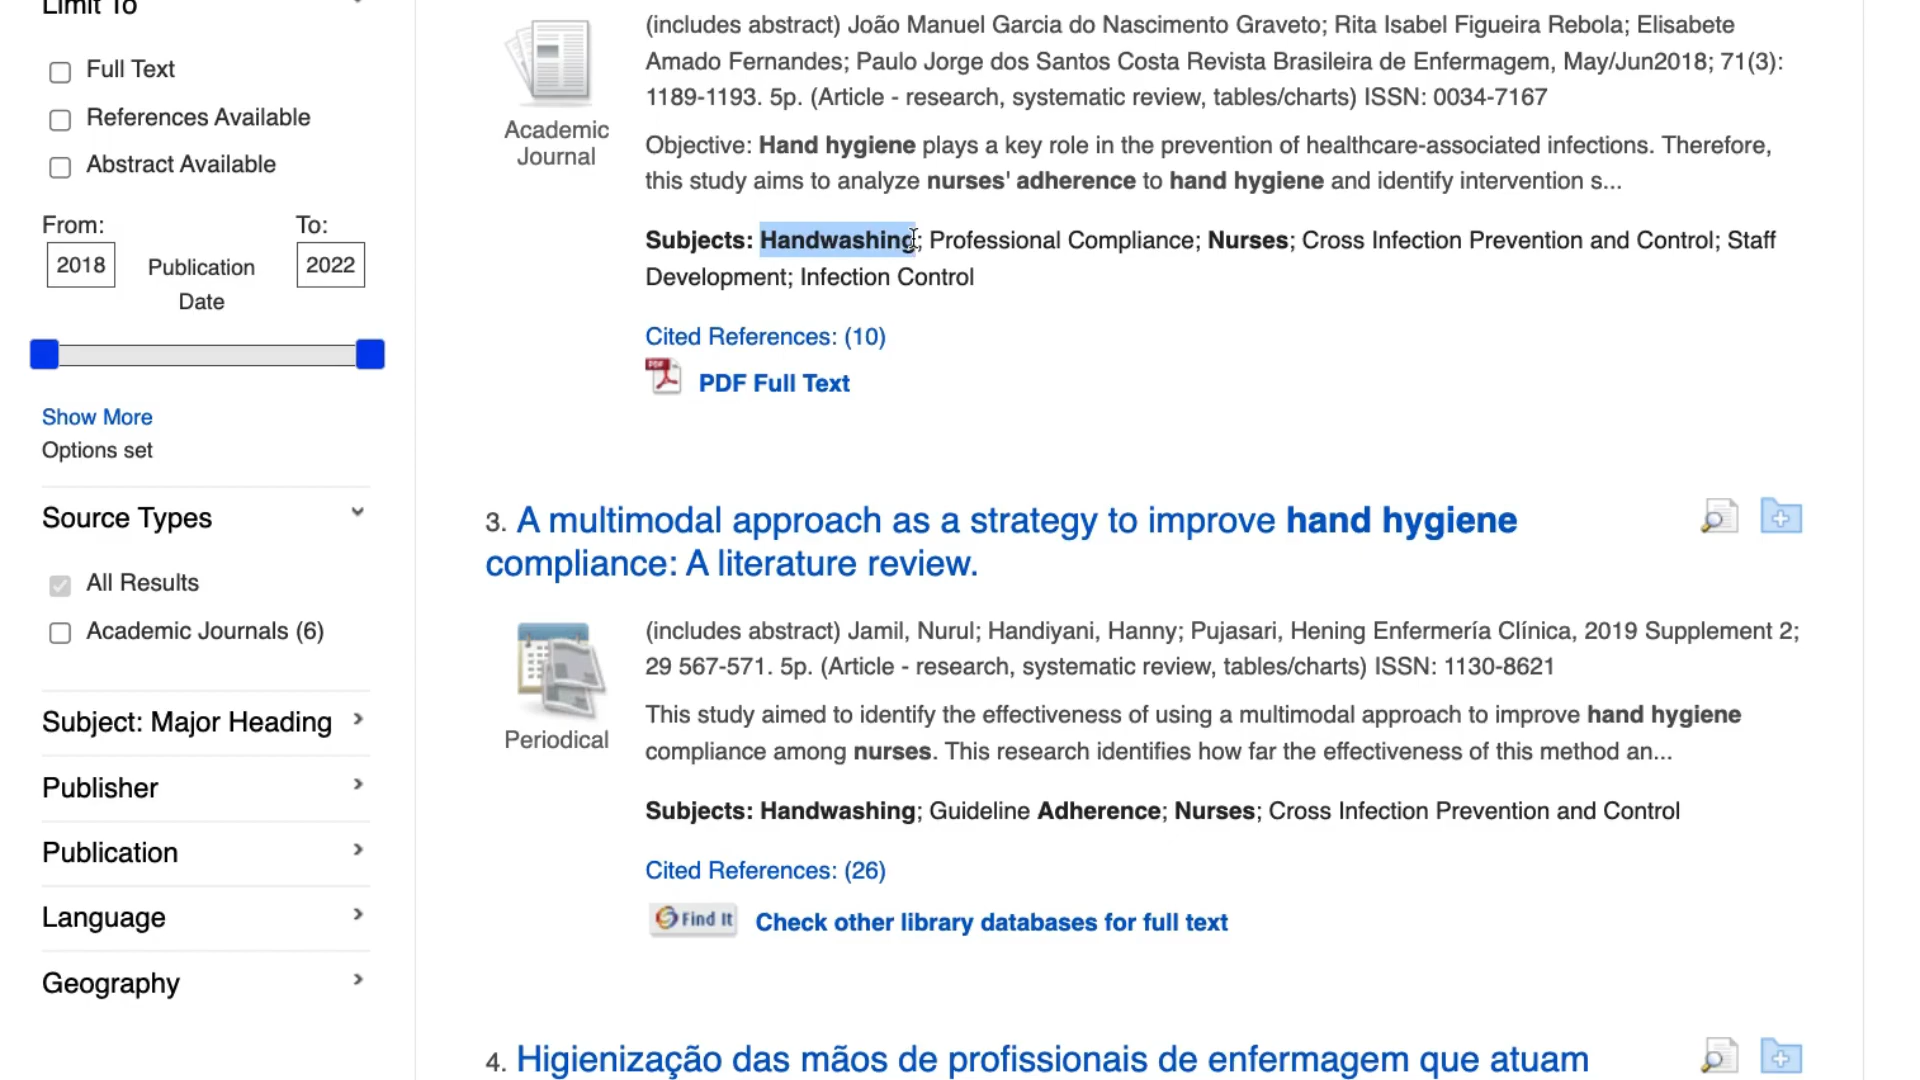 Limit To
Full Text
References Available
Abstract Available
From:
To:
2018
Publication
Date
2022
Show More
Options set
Source Types
All Results
Academic Journals (6)
Subject: Major Heading
Publisher
Publication
Language
Geography
Academic
Journal
(includes abstract) João Manuel Garcia do Nascimento Graveto; Rita Isabel Figueira Rebola; Elisabete
Amado Fernandes; Paulo Jorge dos Santos Costa Revista Brasileira de Enfermagem, May/Jun2018; 71(3):
1189-1193. 5p. (Article - research, systematic review, tables/charts) ISSN: 0034-7167
Objective: Hand hygiene plays a key role in the prevention of healthcare-associated infections. Therefore,
this study aims to analyze nurses' adherence to hand hygiene and identify intervention s...
Subjects: Handwashing; Professional Compliance; Nurses; Cross Infection Prevention and Control; Staff
Development; Infection Control
Cited References: (10)
PDF
PDF Full Text
3. A multimodal approach as a strategy to improve hand hygiene
compliance: A literature review.
Periodical
(includes abstract) Jamil, Nurul; Handiyani, Hanny; Pujasari, Hening Enfermería Clínica, 2019 Supplement 2;
29 567-571. 5p. (Article - research, systematic review, tables/charts) ISSN: 1130-8621
This study aimed to identify the effectiveness of using a multimodal approach to improve hand hygiene
compliance among nurses. This research identifies how far the effectiveness of this method an...
Subjects: Handwashing; Guideline Adherence; Nurses; Cross Infection Prevention and Control
Cited References: (26)
Find It
Check other library databases for full text
4. Higienização das mãos de profissionais de enfermagem que atuam